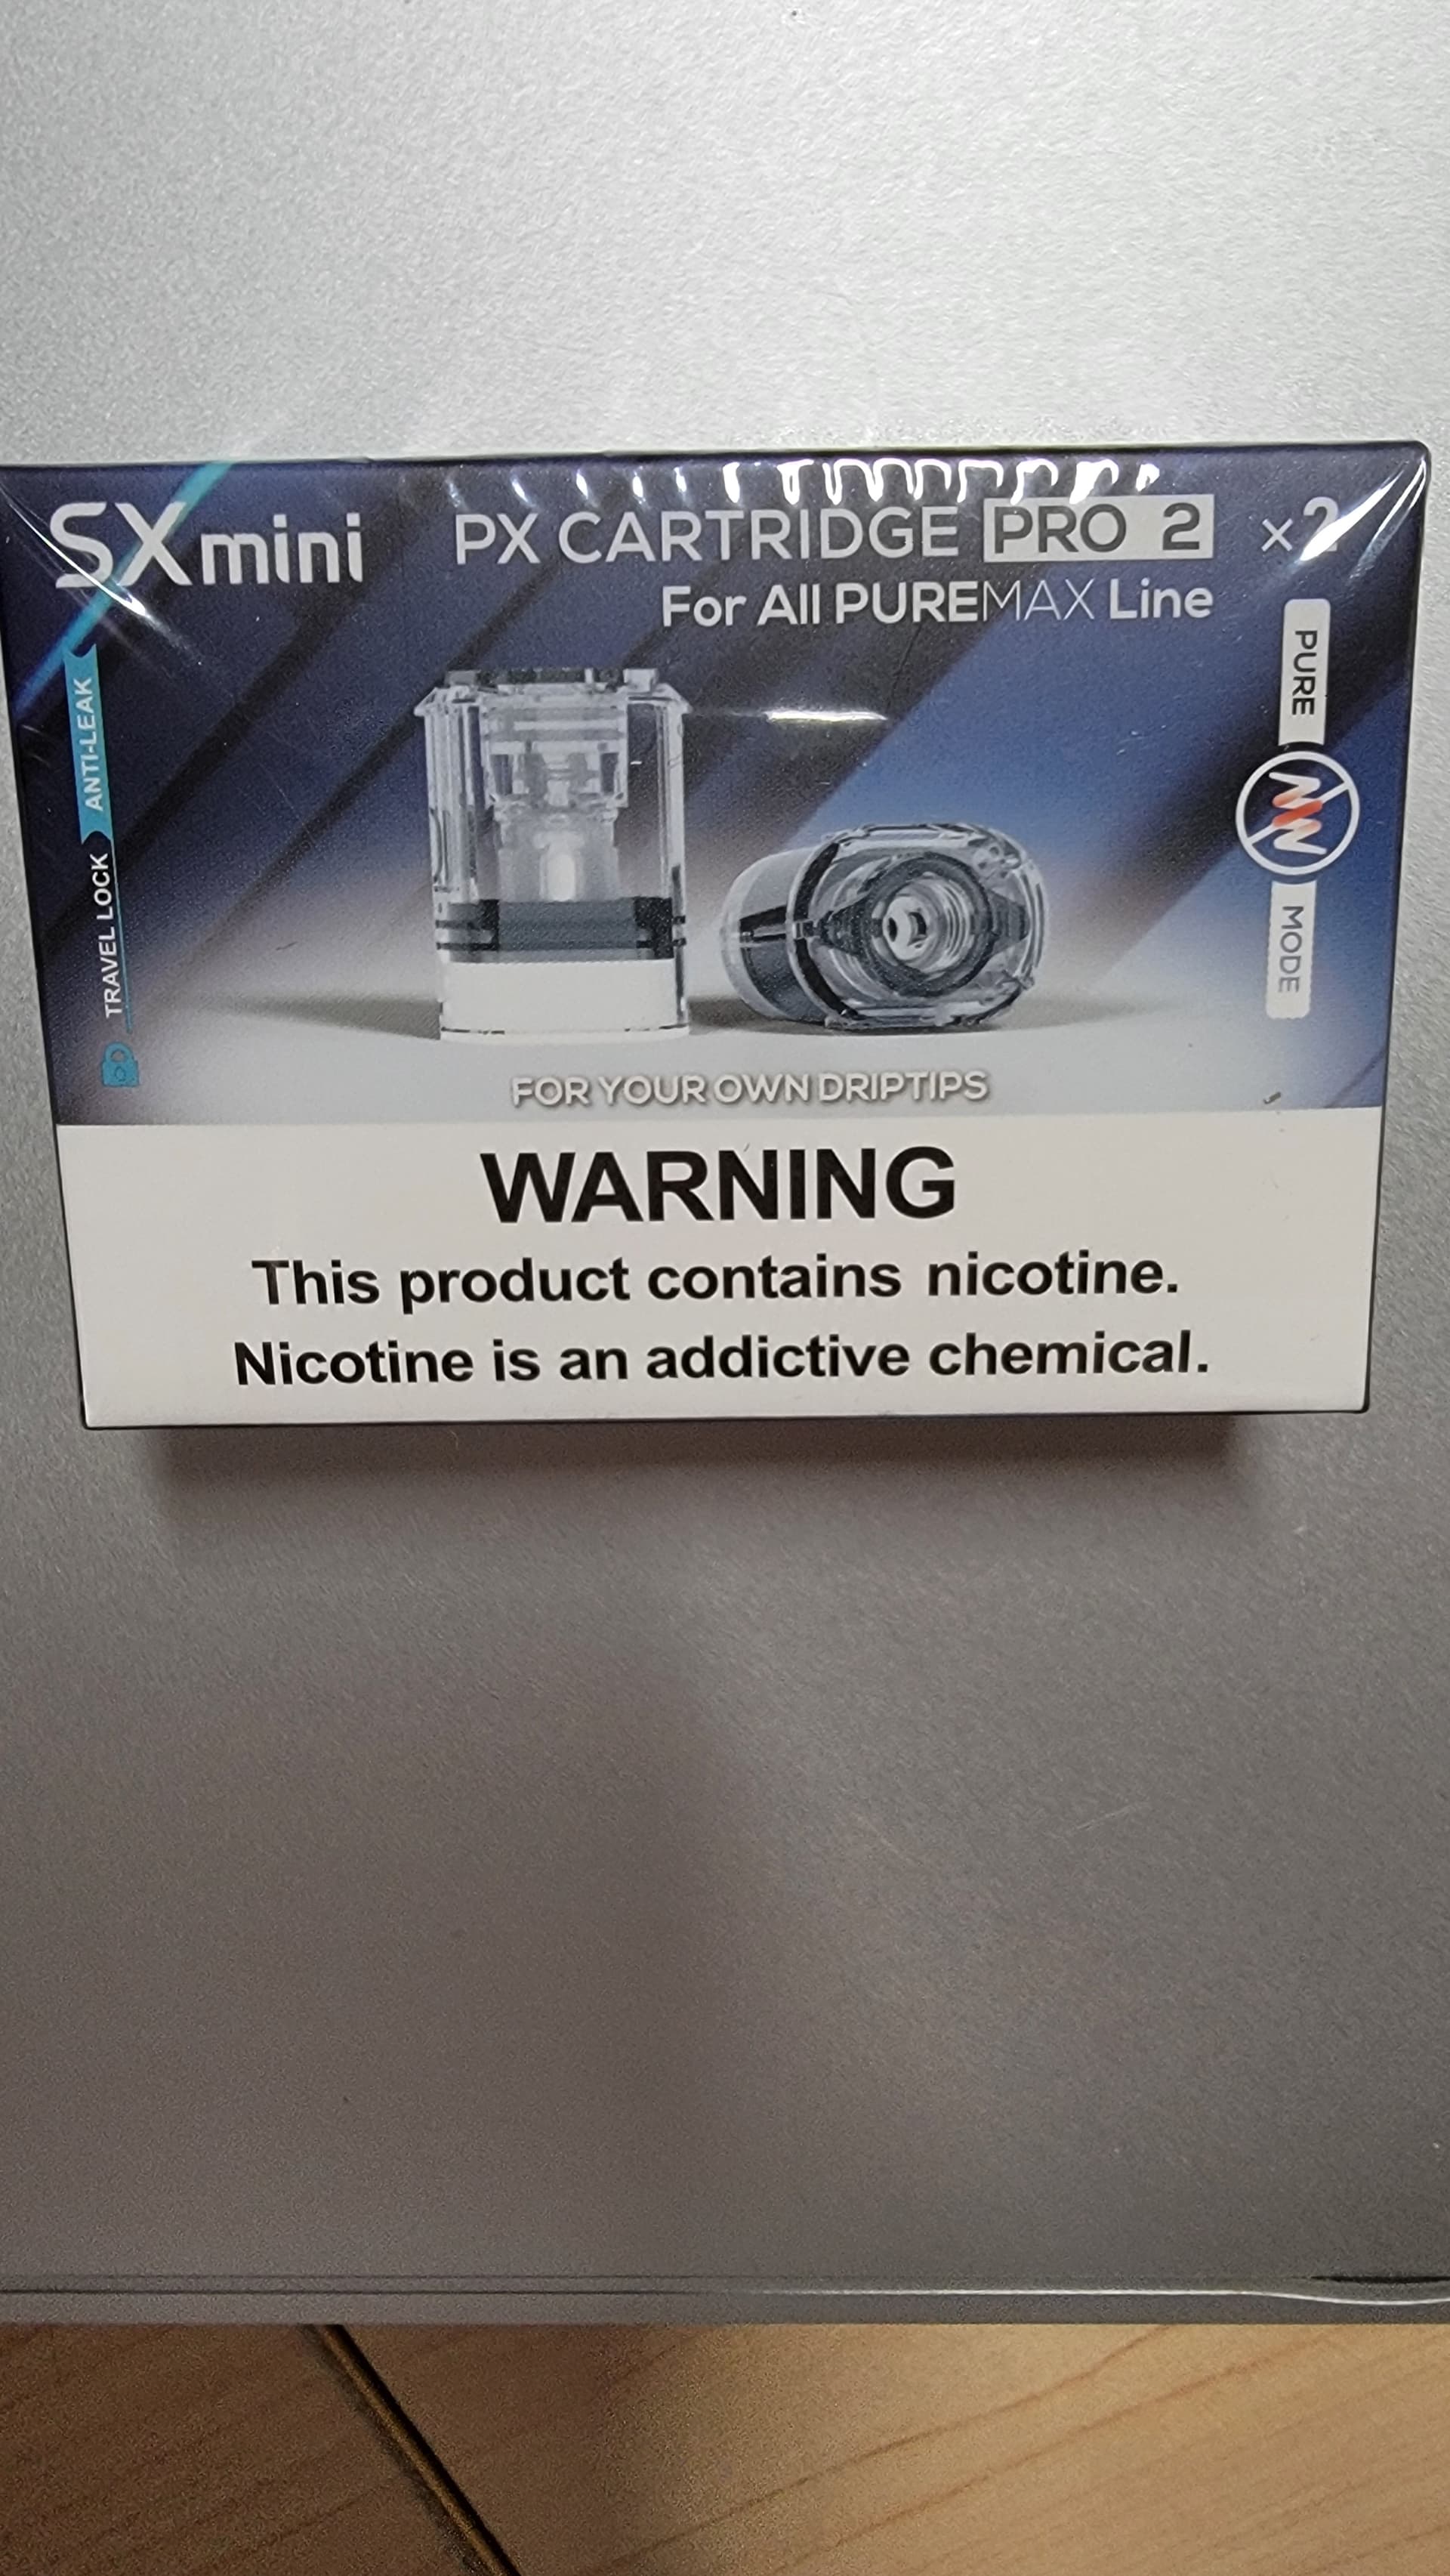 SXmini
PX CARTRIDGE PRO 2 x2
For All PUREMAX Line
ANTI-LEAK
TRAVEL LOCK
PURE
MODE
FOR YOUR OWN DRIPTIPS
WARNING
This product contains nicotine.
Nicotine is an addictive chemical.